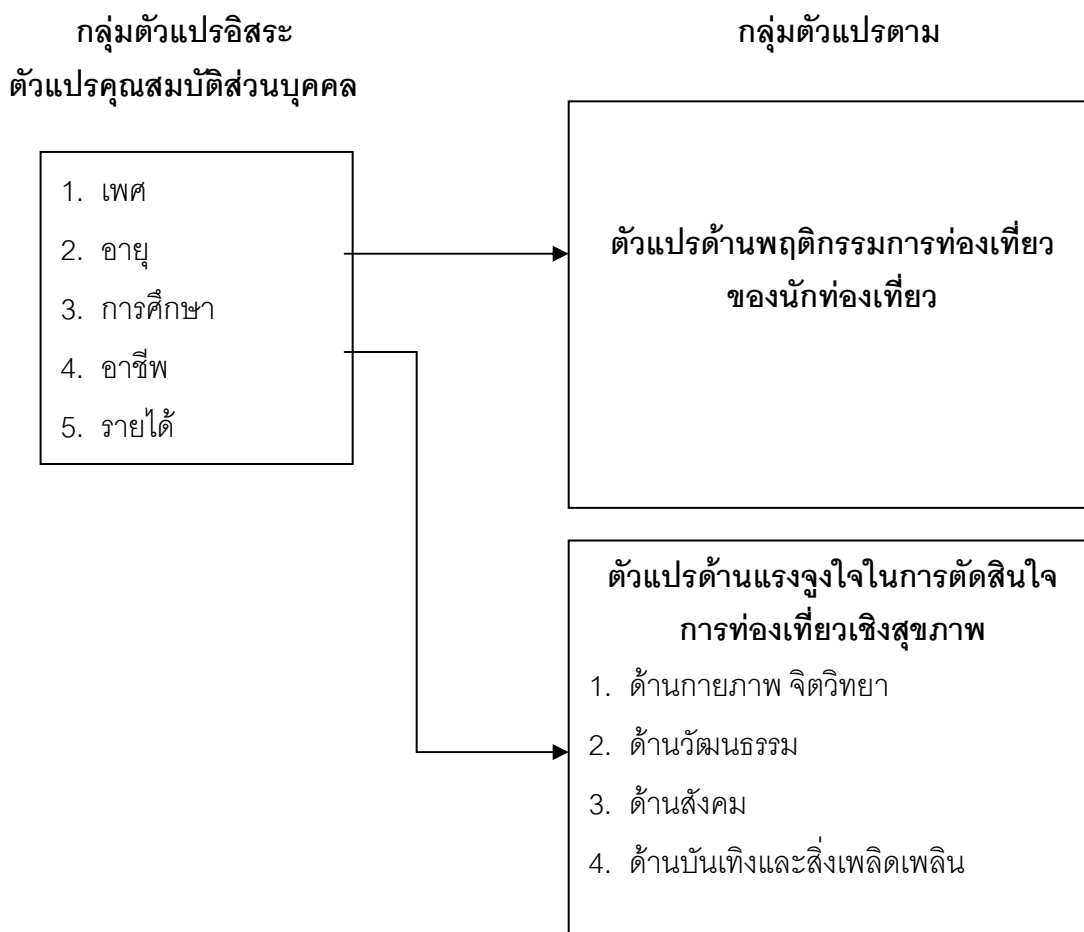 กลุ่มตัวแปรอิสระ
ตัวแปรคุณสมบัติส่วนบุคคล
1. เพศ
2. อายุ
3. การศึกษา
4. อาชีพ
5. รายได้
กลุ่มตัวแปรตาม
ตัวแปรด้านพฤติกรรมการท่องเที่ยว
ของนักท่องเที่ยว
ตัวแปรด้านแรงจูงใจในการตัดสินใจ
การท่องเที่ยวเชิงสุขภาพ
1. ด้านกายภาพ จิตวิทยา
2. ด้านวัฒนธรรม
3. ด้านสังคม
4. ด้านบันเทิงและสิ่งเพลิดเพลิน